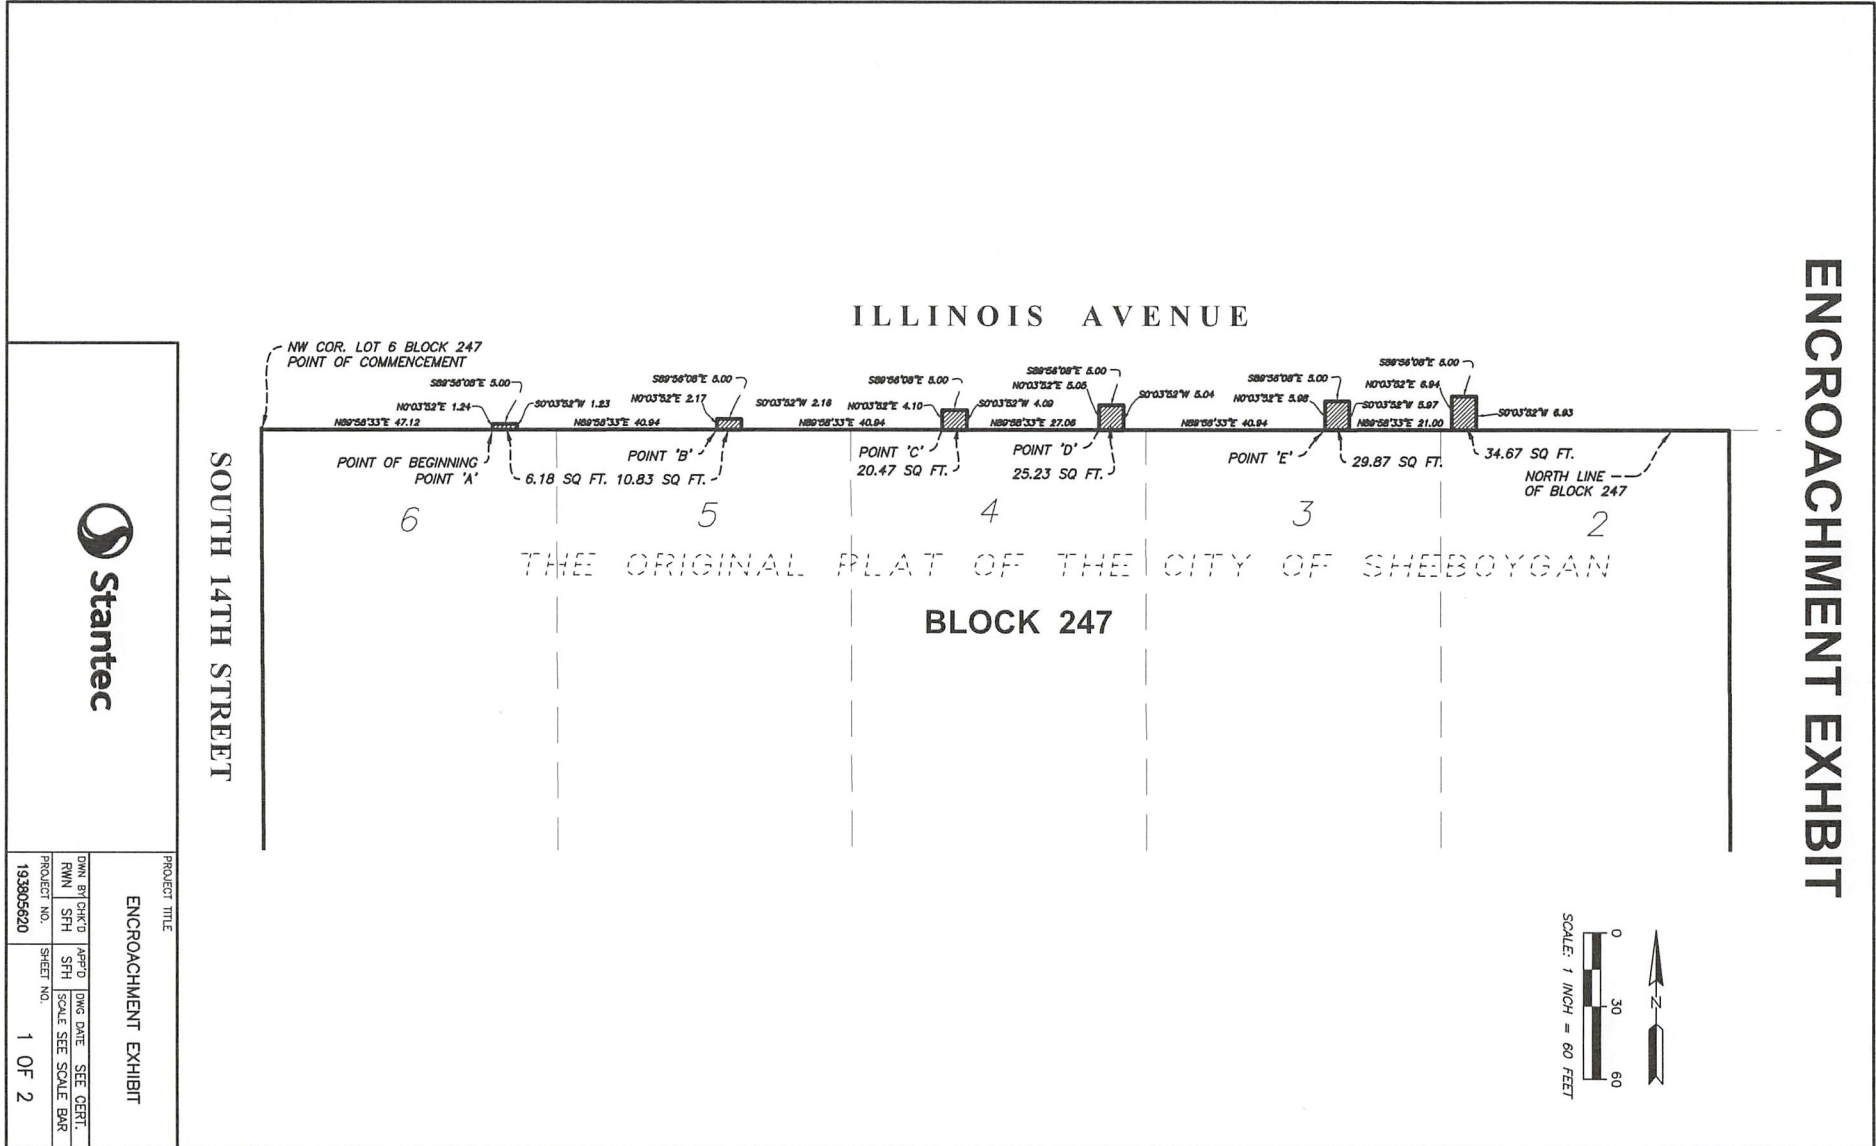 ENCROACHMENT EXHIBIT
ILLINOIS AVENUE
NW COR. LOT 6 BLOCK 247
POINT OF COMMENCEMENT
S89°56'08"E 5.00
N0°03'52"E 1.24
S0°03'52"W 1.23
N89°58'33"E 47.12
POINT OF BEGINNING
POINT 'A'
6.18 SQ FT.
N89°58'33"E 40.94
S89°56'08"E 5.00
N0°03'52"E 2.17
S0°03'52"W 2.16
POINT 'B'
10.83 SQ FT.
N89°58'33"E 40.94
S89°56'08"E 5.00
N0°03'52"E 4.10
S0°03'52"W 4.09
POINT 'C'
20.47 SQ FT.
N89°58'33"E 27.06
S89°56'08"E 5.00
N0°03'52"E 5.05
S0°03'52"W 5.04
POINT 'D'
25.23 SQ FT.
N89°58'33"E 40.94
S89°56'08"E 5.00
N0°03'52"E 5.98
S0°03'52"W 5.97
POINT 'E'
29.87 SQ FT.
N89°58'33"E 21.00
S89°56'08"E 5.00
N0°03'52"E 6.94
S0°03'52"W 6.93
34.67 SQ FT.
NORTH LINE
OF BLOCK 247
6
5
4
3
2
THE ORIGINAL PLAT OF THE CITY OF SHEBOYGAN
BLOCK 247
SOUTH 14TH STREET
N
0 30 60
SCALE: 1 INCH = 60 FEET
Stantec
PROJECT TITLE
ENCROACHMENT EXHIBIT
DWN BY CHK'D APP'D DWG DATE SEE CERT.
RWN SFH SFH SCALE SEE SCALE BAR
PROJECT NO. SHEET NO.
193805620 1 OF 2